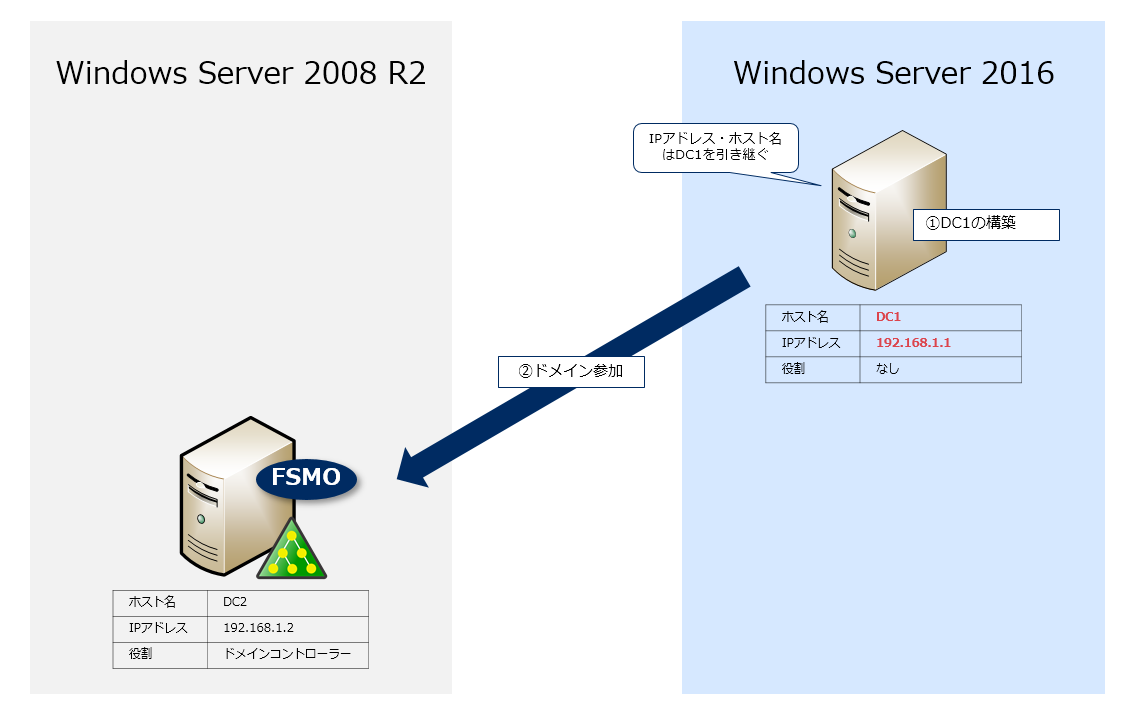 Windows Server 2008 R2
Windows Server 2016
IPアドレス・ホスト名
はDC1を引き継ぐ
①DC1の構築
ホスト名 DC1
IPアドレス 192.168.1.1
役割 なし
②ドメイン参加
FSMO
ホスト名 DC2
IPアドレス 192.168.1.2
役割 ドメインコントローラー